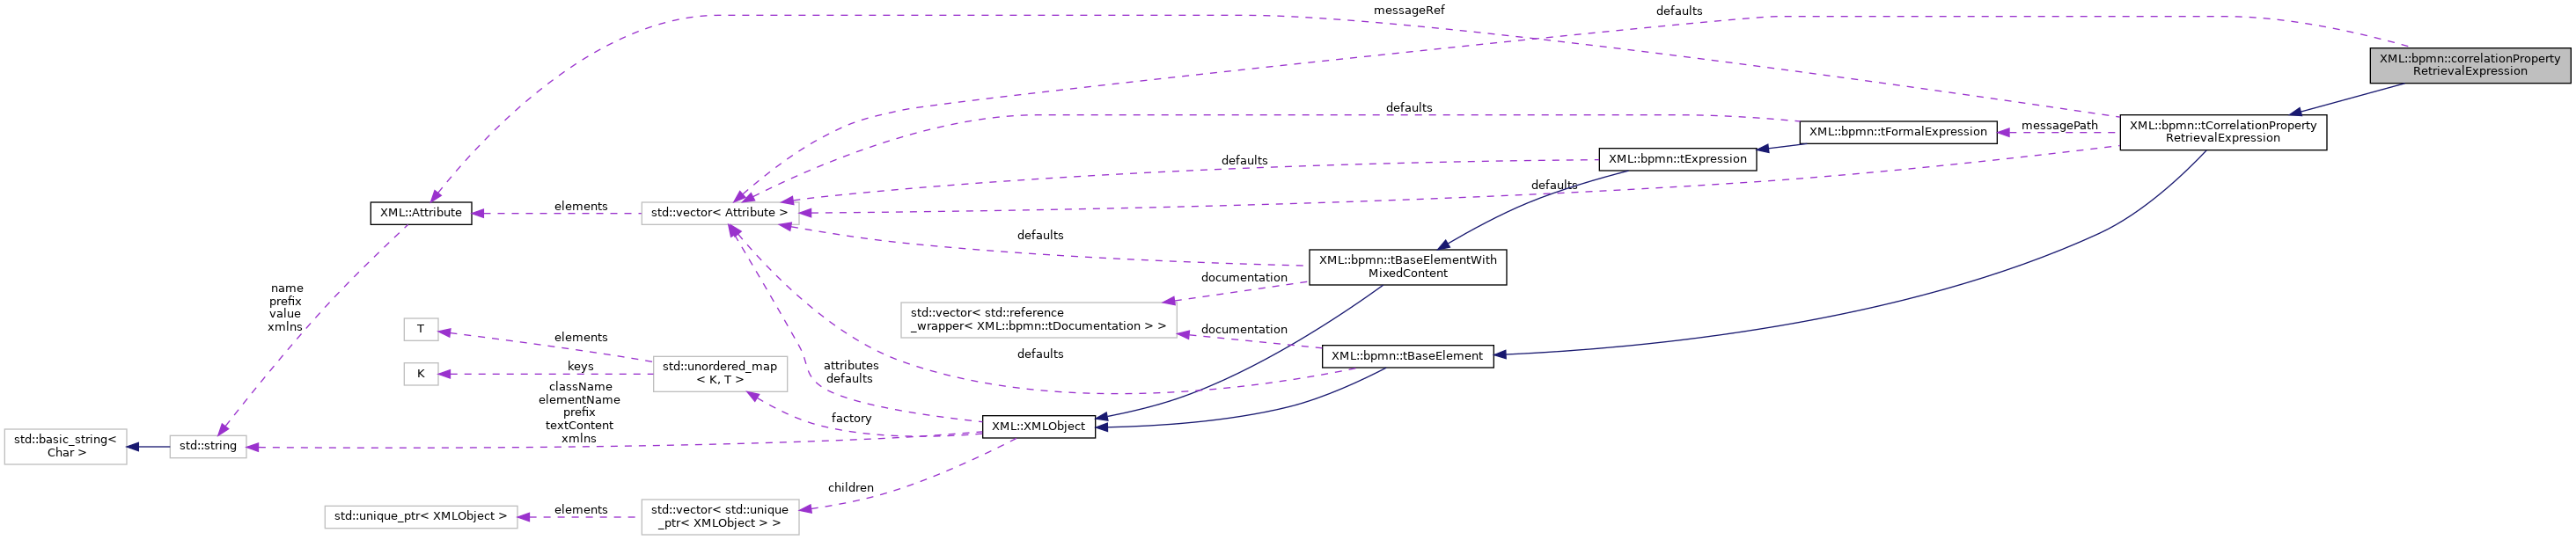 messageRef
defaults
XML::bpmn::correlationProperty
RetrievalExpression
defaults
messagePath
XML::bpmn::tCorrelationProperty
RetrievalExpression
XML::bpmn::tFormalExpression
XML::bpmn::tExpression
defaults
defaults
elements
XML::Attribute
std::vector< Attribute >
defaults
XML::bpmn::tBaseElementWith
MixedContent
documentation
name
prefix
value
xmlns
std::vector< std::reference
_wrapper< XML::bpmn::tDocumentation > >
documentation
T
elements
defaults
XML::bpmn::tBaseElement
keys
K
std::unordered_map
< K, T >
attributes
defaults
className
elementName
prefix
textContent
xmlns
factory
XML::XMLObject
std::basic_string<
Char >
std::string
children
std::unique_ptr< XMLObject >
elements
std::vector< std::unique
_ptr< XMLObject > >